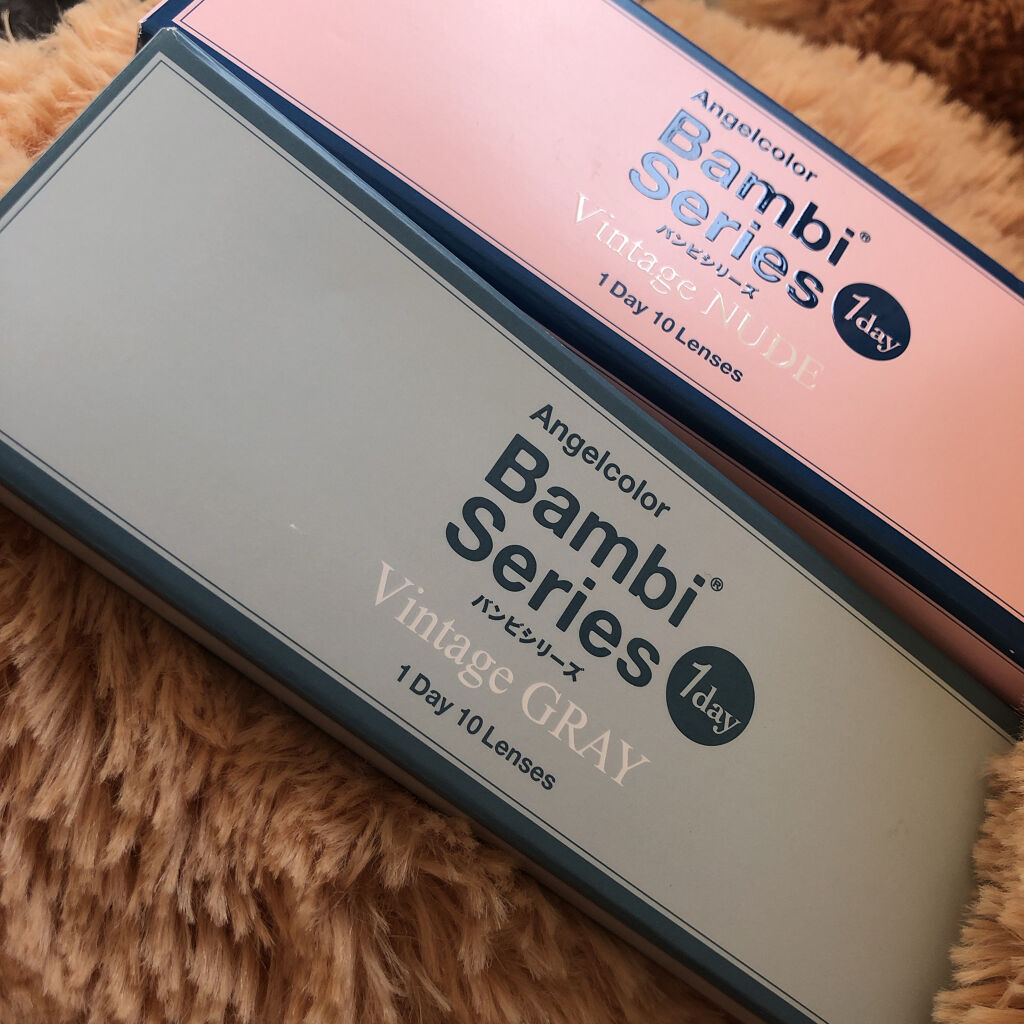 Angelcolor
Bambi®
Series
バンビシリーズ
Vintage NUDE
1 Day 10 Lenses
1day
Angelcolor
Bambi®
Series
バンビシリーズ
Vintage GRAY
1 Day 10 Lenses
1day